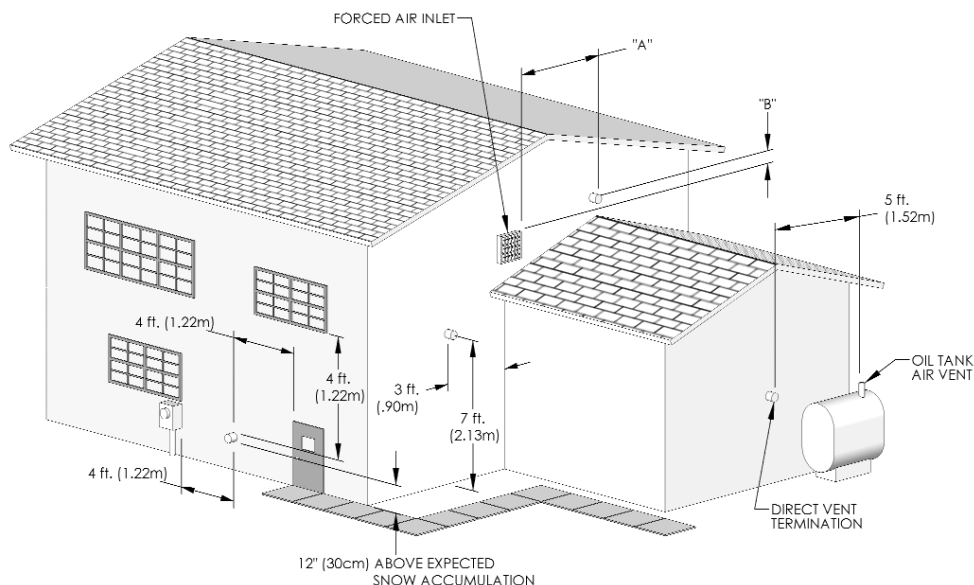 FORCED AIR INLET
"A"
"B"
5 ft.
(1.52m)
4 ft. (1.22m)
4 ft.
(1.22m)
3 ft.
(.90m)
7 ft.
(2.13m)
OIL TANK
AIR VENT
4 ft. (1.22m)
DIRECT VENT
TERMINATION
12" (30cm) ABOVE EXPECTED
SNOW ACCUMULATION